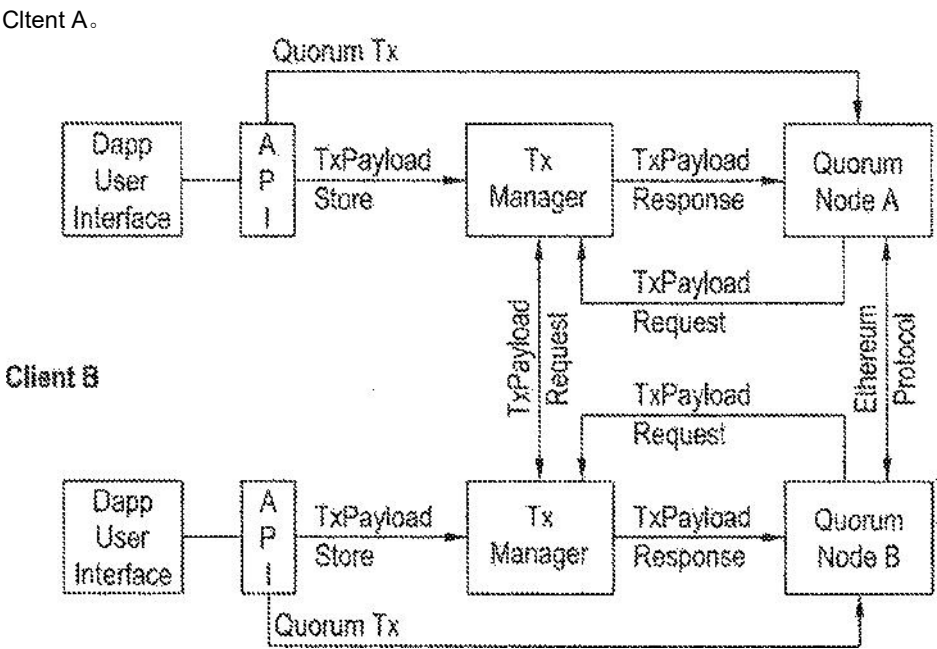 Cltent A。
Quorum Tx
Dapp
User
Interface
A
P
I
TxPayload
Store
Tx
Manager
TxPayload
Response
Quorum
Node A
TxPayload
Request
TxPayload
Request
Ethereum
Protocol
Client B
TxPayload
Request
Dapp
User
Interface
A
P
I
TxPayload
Store
Tx
Manager
TxPayload
Response
Quorum
Node B
Quorum Tx